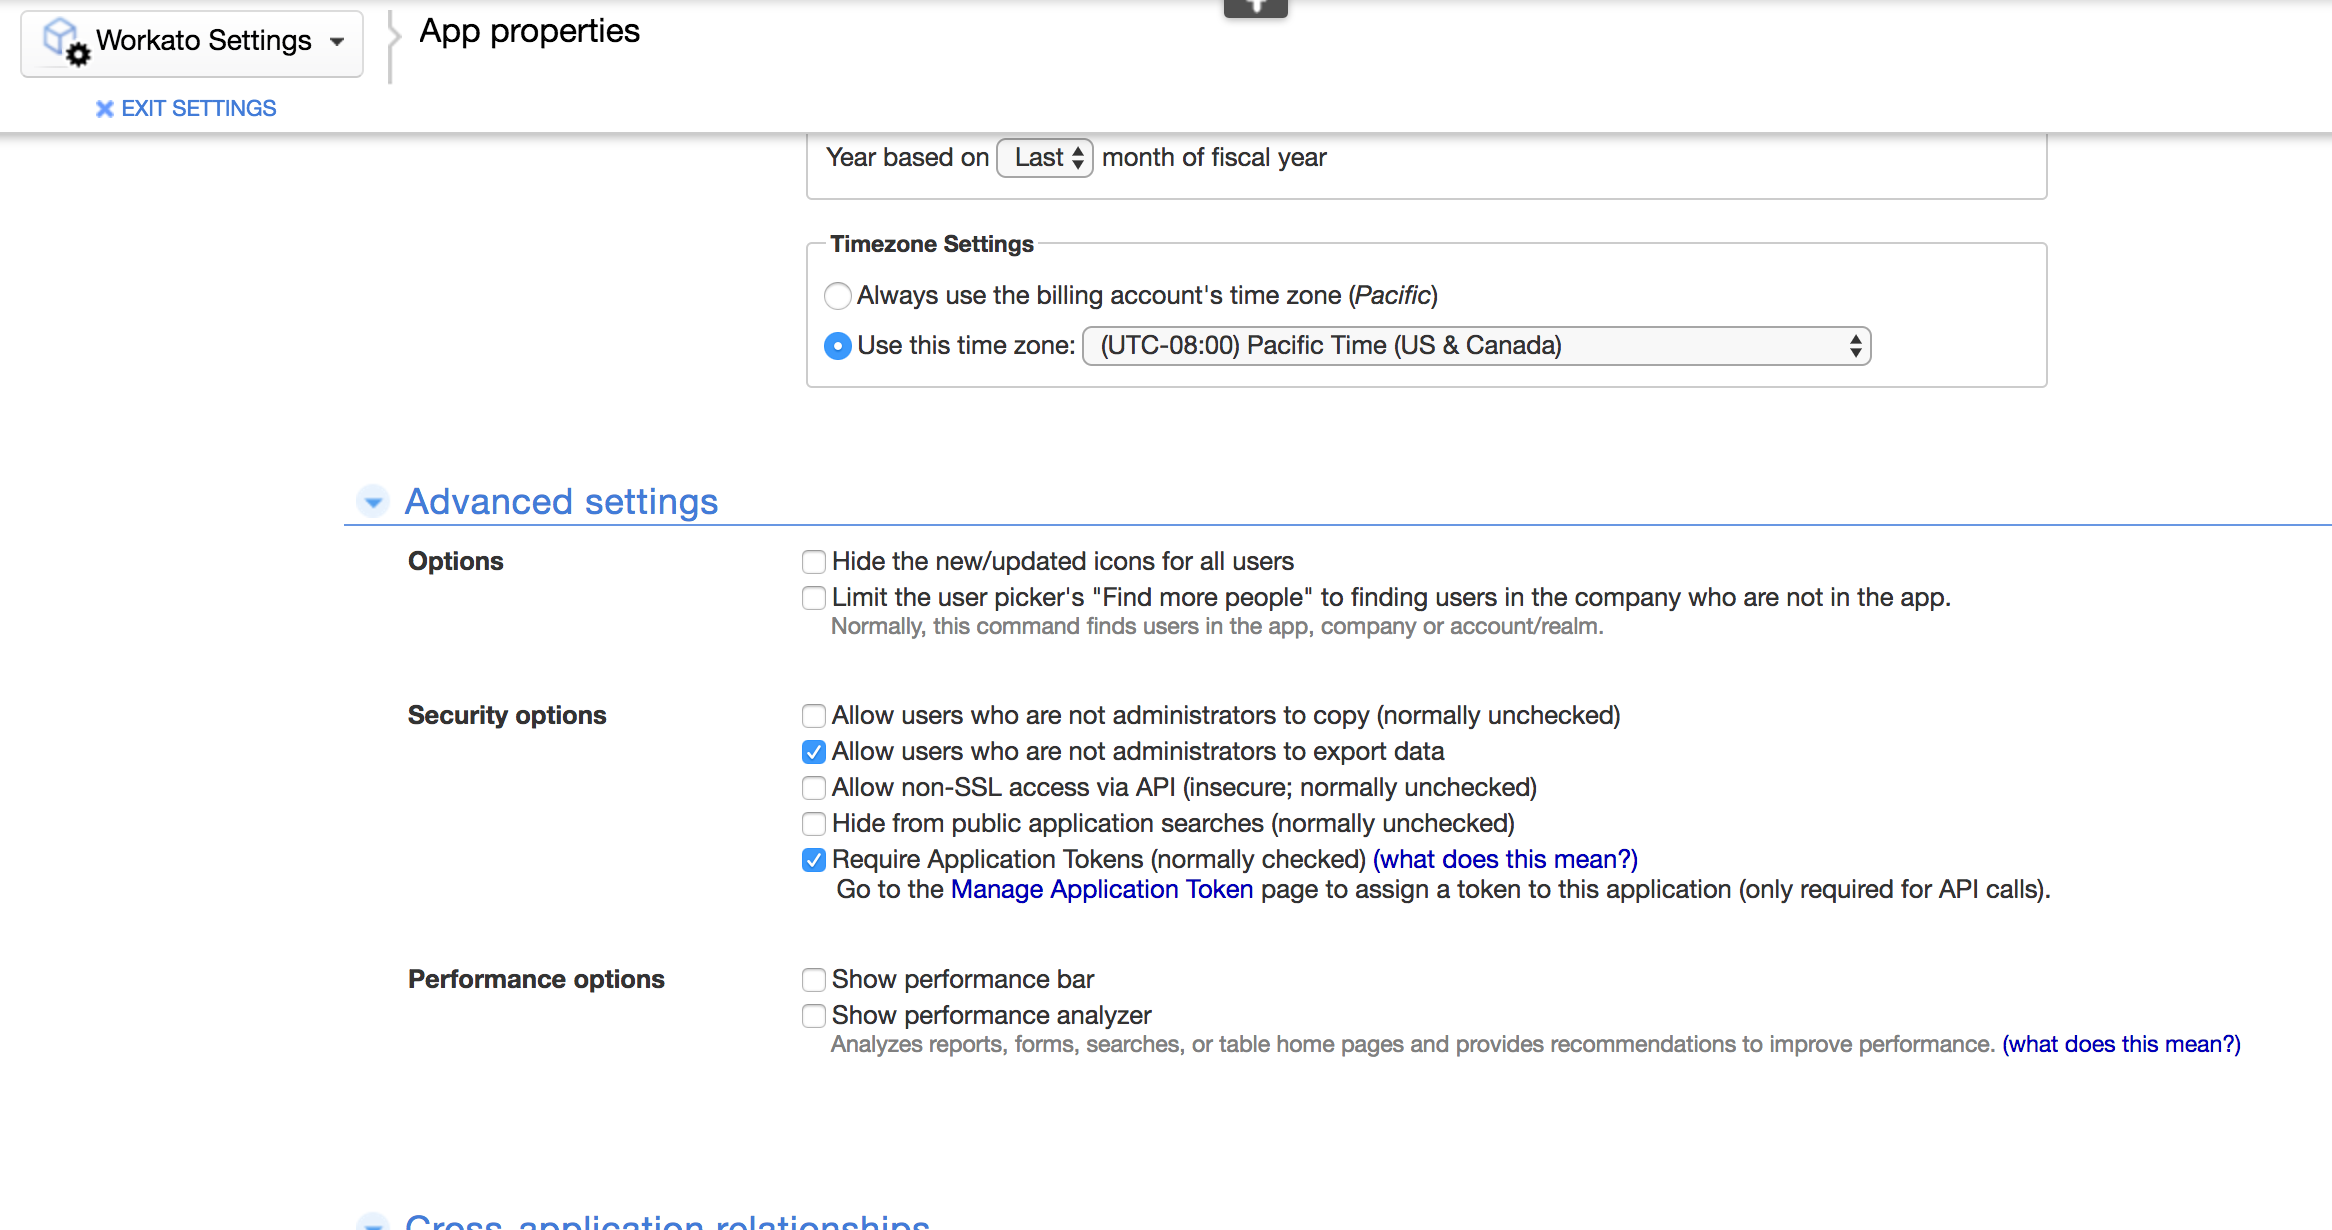 Workato Settings
App properties
EXIT SETTINGS
Year based on Last month of fiscal year
Timezone Settings
Always use the billing account's time zone (Pacific)
Use this time zone: (UTC-08:00) Pacific Time (US & Canada)
Advanced settings
Options
Hide the new/updated icons for all users
Limit the user picker's "Find more people" to finding users in the company who are not in the app.
Normally, this command finds users in the app, company or account/realm.
Security options
Allow users who are not administrators to copy (normally unchecked)
Allow users who are not administrators to export data
Allow non-SSL access via API (insecure; normally unchecked)
Hide from public application searches (normally unchecked)
Require Application Tokens (normally checked) (what does this mean?)
Go to the Manage Application Token page to assign a token to this application (only required for API calls).
Performance options
Show performance bar
Show performance analyzer
Analyzes reports, forms, searches, or table home pages and provides recommendations to improve performance. (what does this mean?)
Cross-application relationships